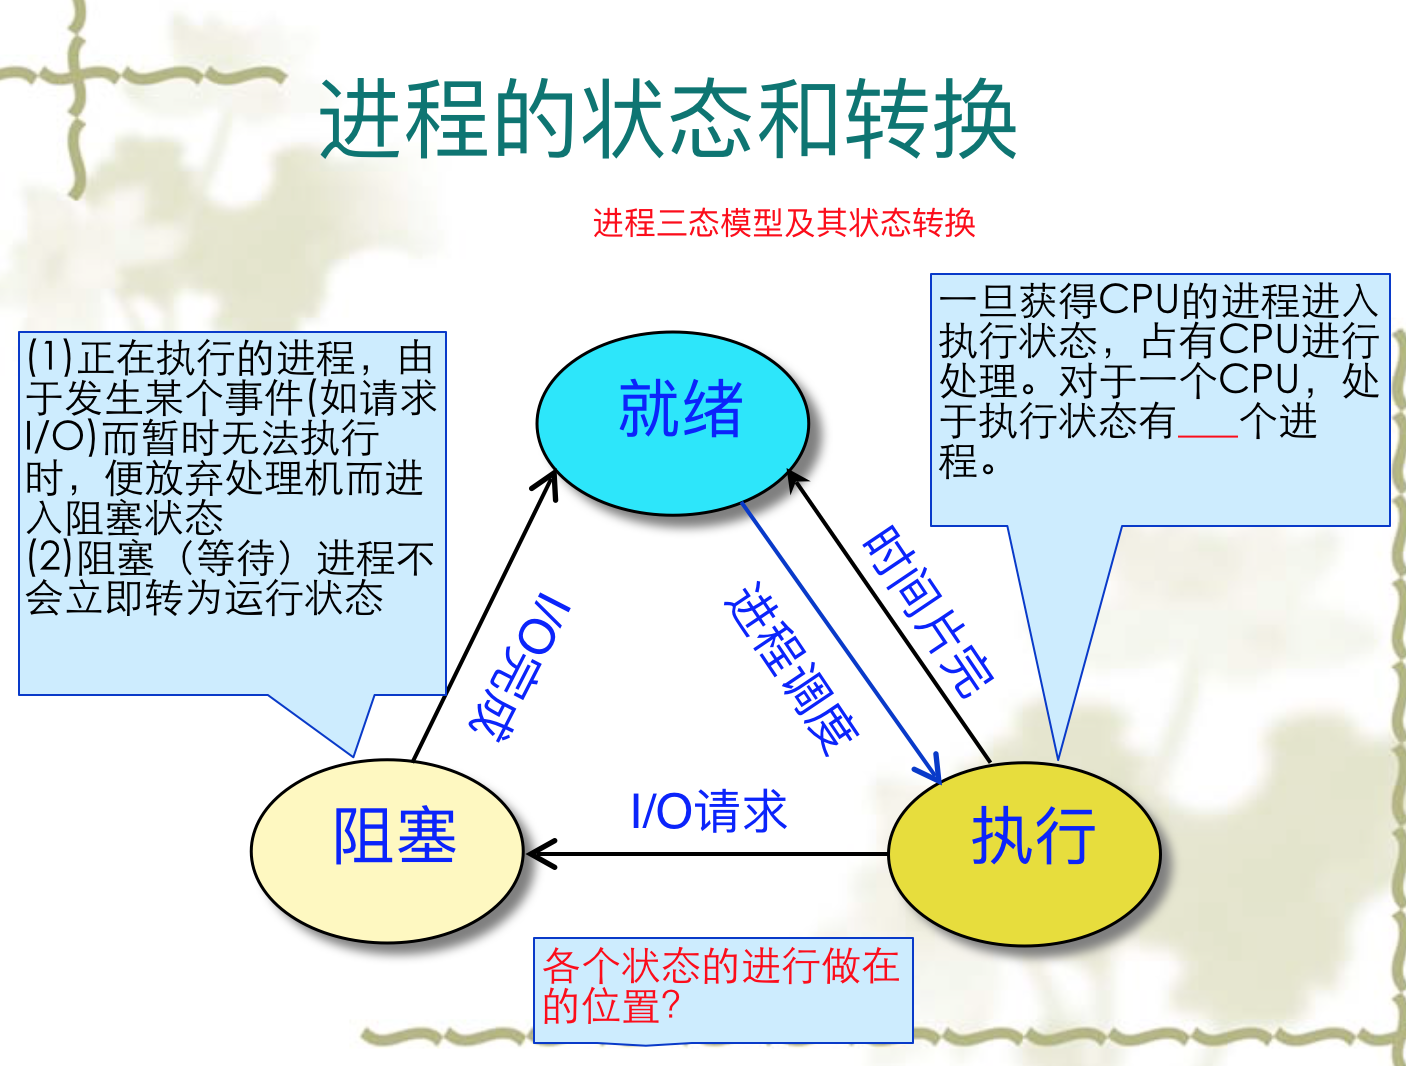 进程的状态和转换
进程三态模型及其状态转换
(1)正在执行的进程，由
于发生某个事件(如请求
I/O)而暂时无法执行
时，便放弃处理机而进
入阻塞状态
(2)阻塞（等待）进程不
会立即转为运行状态
一旦获得CPU的进程进入
执行状态，占有CPU进行
处理。对于一个CPU，处
于执行状态有___个进
程。
就绪
I/O完成
进程调度
时间片完
阻塞
I/O请求
执行
各个状态的进行做在
的位置?